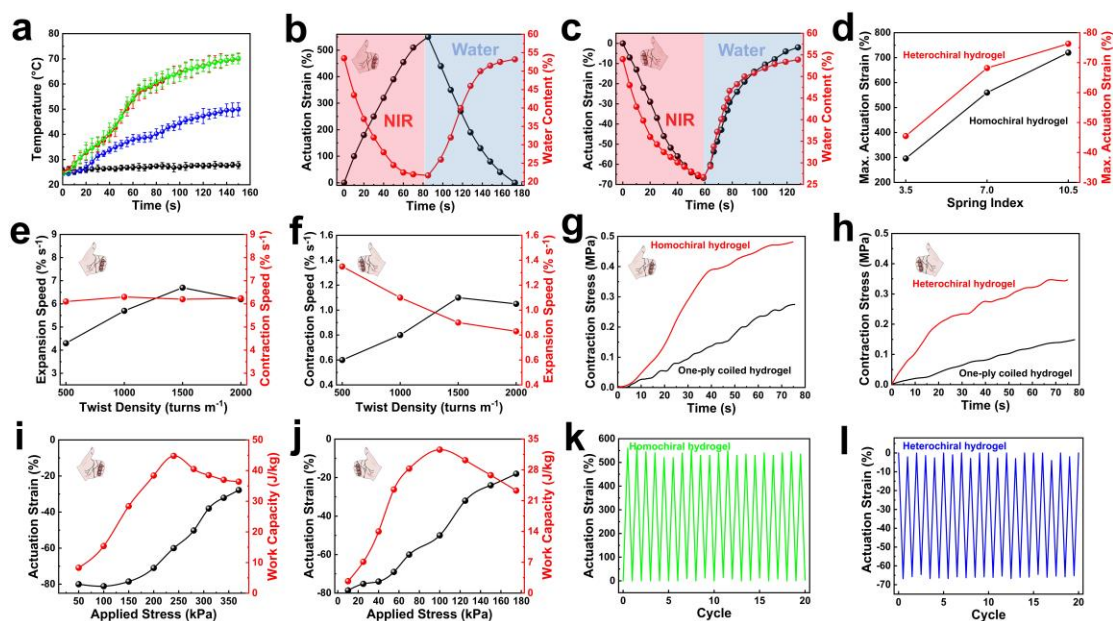 a
Temperature (°C)
80
70
60
50
40
30
20
0 15 30 45 60 75 90 105 120 135 150 160
Time (s)
b
Actuation Strain (%)
500
400
300
200
100
0
NIR
Water
60
55
50
45
40
35
30
25
20
Water Content (%)
0 20 40 60 80 100 120 140 160 180
Time (s)
c
Actuation Strain (%)
0
-10
-20
-30
-40
-50
-60
-70
NIR
Water
60
55
50
45
40
35
30
25
Water Content (%)
0 20 40 60 80 100 120
Time (s)
d
Max. Actuation Strain (%)
800
700
600
500
400
300
200
Heterochiral hydrogel
Homochiral hydrogel
-80
-70
-60
-50
-40
-30
Max. Actuation Strain (%)
3.5 7.0 10.5
Spring Index
e
Expansion Speed (% s⁻¹)
9
8
7
6
5
4
3
9
8
7
6
5
4
3
Contraction Speed (% s⁻¹)
500 1000 1500 2000
Twist Density (turns m⁻¹)
f
Contraction Speed (% s⁻¹)
1.6
1.4
1.2
1.0
0.8
0.6
0.4
1.6
1.4
1.2
1.0
0.8
0.6
0.4
Expansion Speed (% s⁻¹)
500 1000 1500 2000
Twist Density (turns m⁻¹)
g
Contraction Stress (MPa)
0.5
0.4
0.3
0.2
0.1
0.0
Homochiral hydrogel
One-ply coiled hydrogel
0 10 20 30 40 50 60 70 80
Time (s)
h
Contraction Stress (MPa)
0.5
0.4
0.3
0.2
0.1
0.0
Heterochiral hydrogel
One-ply coiled hydrogel
0 10 20 30 40 50 60 70 80
Time (s)
i
Actuation Strain (%)
0
-20
-40
-60
-80
50
40
30
20
10
0
Work Capacity (J/kg)
50 100 150 200 250 300 350
Applied Stress (kPa)
j
Actuation Strain (%)
0
-10
-20
-30
-40
-50
-60
-70
-80
35
28
21
14
7
0
Work Capacity (J/kg)
0 20 40 60 80 100 120 140 160 180
Applied Stress (kPa)
k
Actuation Strain (%)
600
500
400
300
200
100
0
Homochiral hydrogel
0 5 10 15 20
Cycle
l
Actuation Strain (%)
0
-10
-20
-30
-40
-50
-60
-70
Heterochiral hydrogel
0 5 10 15 20
Cycle